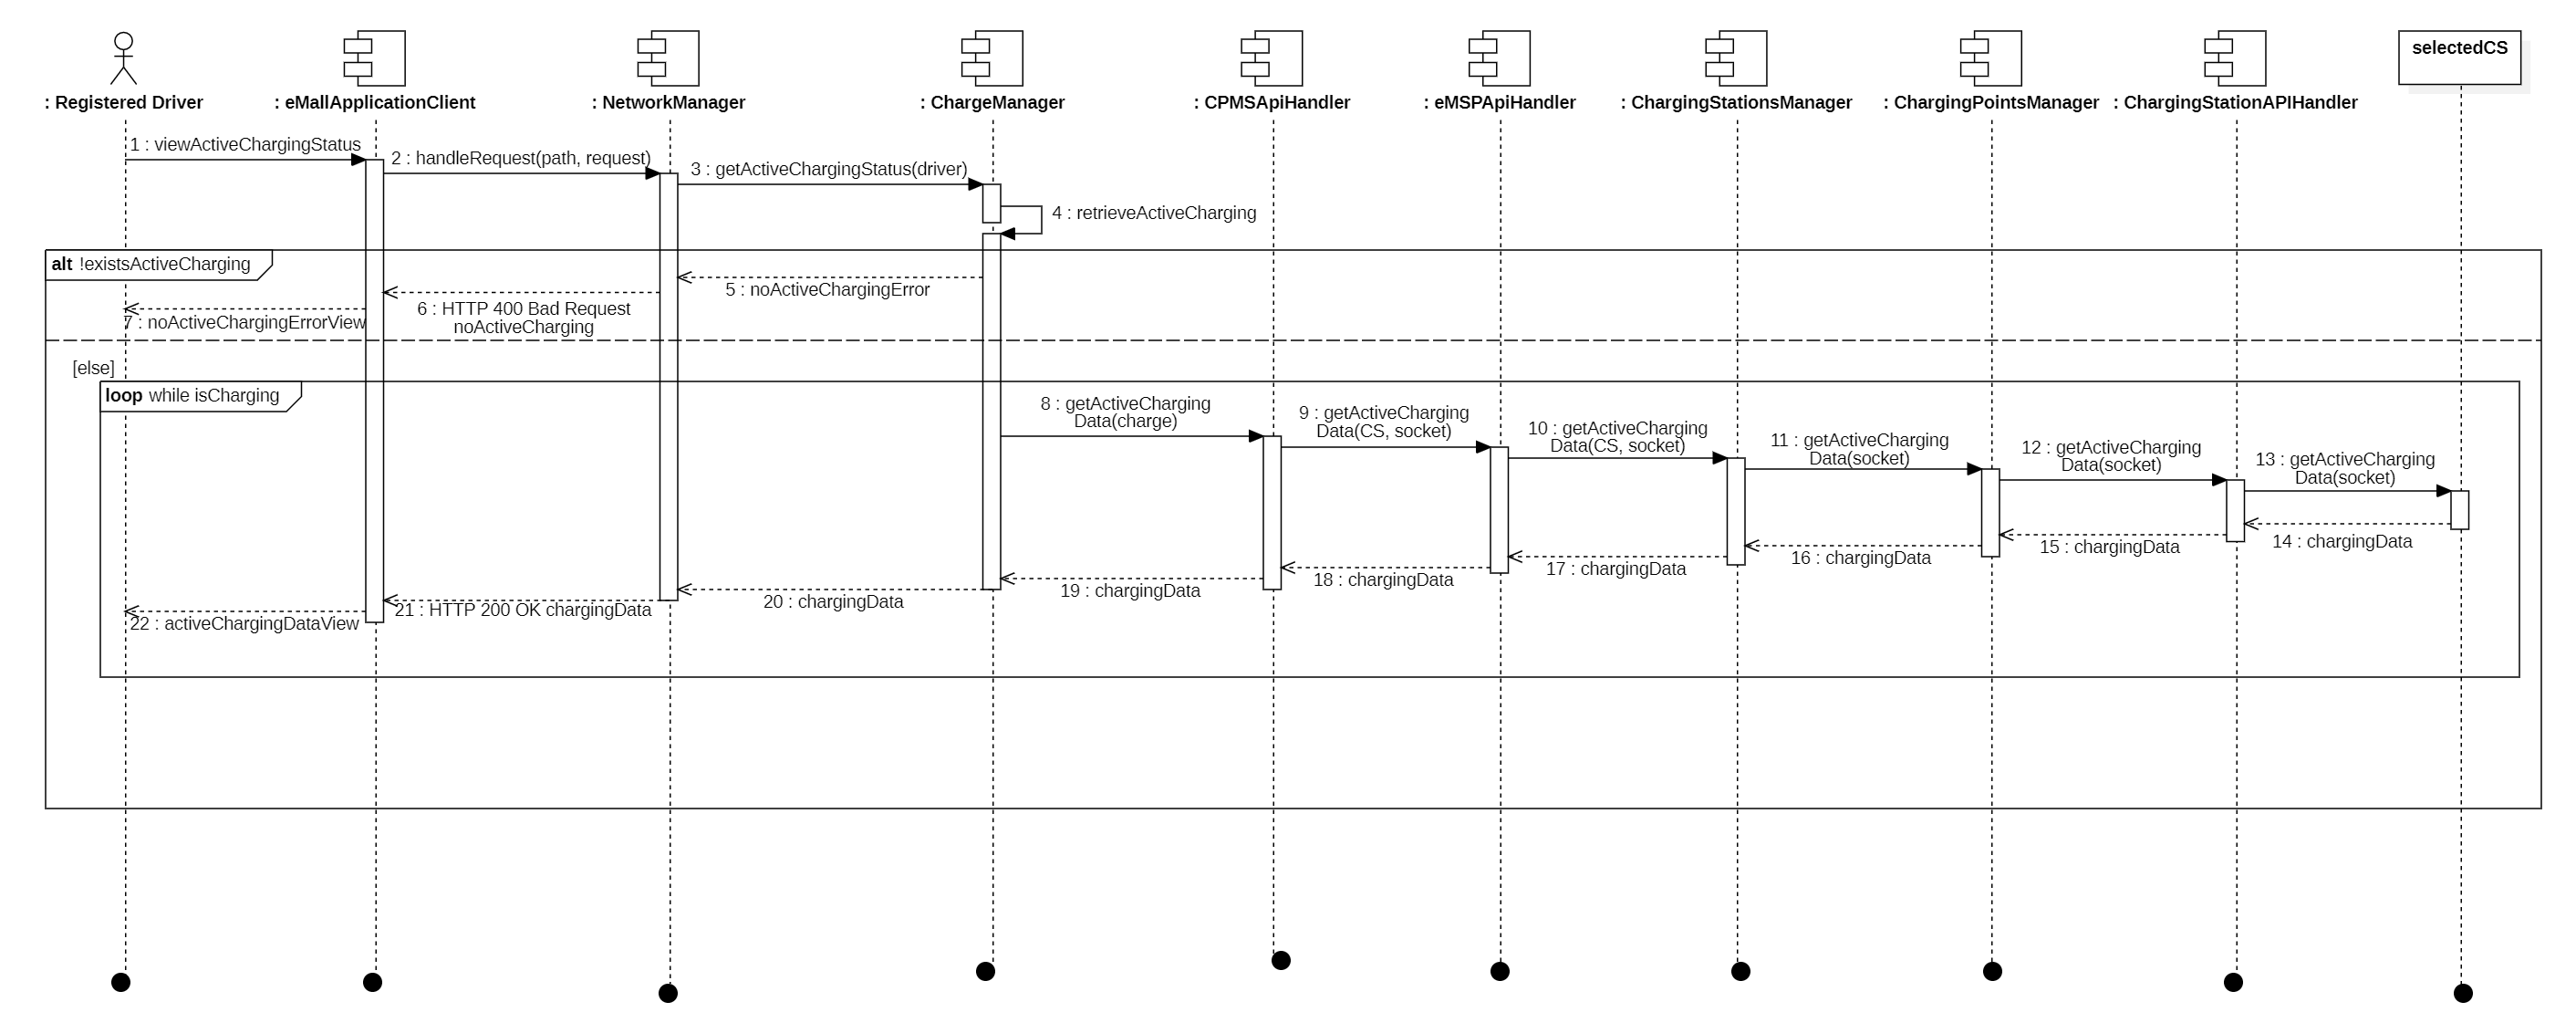 : Registered Driver
: eMallApplicationClient
: NetworkManager
: ChargeManager
: CPMSApiHandler
: eMSPApiHandler
: ChargingStationsManager
: ChargingPointsManager
: ChargingStationAPIHandler
selectedCS
1 : viewActiveChargingStatus
2 : handleRequest(path, request)
3 : getActiveChargingStatus(driver)
4 : retrieveActiveCharging
alt !existsActiveCharging
5 : noActiveChargingError
6 : HTTP 400 Bad Request
noActiveCharging
7 : noActiveChargingErrorView
[else]
loop while isCharging
8 : getActiveCharging
Data(charge)
9 : getActiveCharging
Data(CS, socket)
10 : getActiveCharging
Data(CS, socket)
11 : getActiveCharging
Data(socket)
12 : getActiveCharging
Data(socket)
13 : getActiveCharging
Data(socket)
14 : chargingData
15 : chargingData
16 : chargingData
17 : chargingData
18 : chargingData
19 : chargingData
20 : chargingData
21 : HTTP 200 OK chargingData
22 : activeChargingDataView